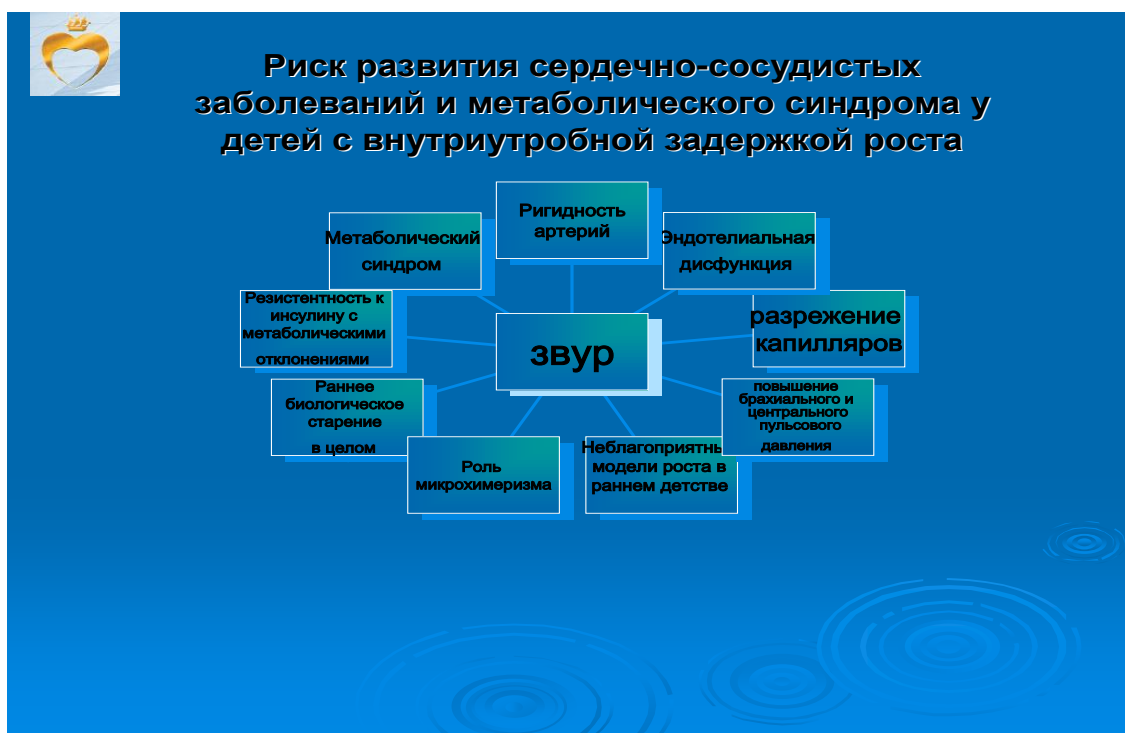 Риск развития сердечно-сосудистых
заболеваний и метаболического синдрома у
детей с внутриутробной задержкой роста
Ригидность
артерий
Метаболический
синдром
Эндотелиальная
дисфункция
Резистентность к
инсулину с
метаболическими
отклонениями
разрежение
капилляров
звур
Раннее
биологическое
старение
в целом
повышение
брахиального и
центрального
пульсового
давления
Роль
микрохимеризма
Неблагоприятны
модели роста в
раннем детстве